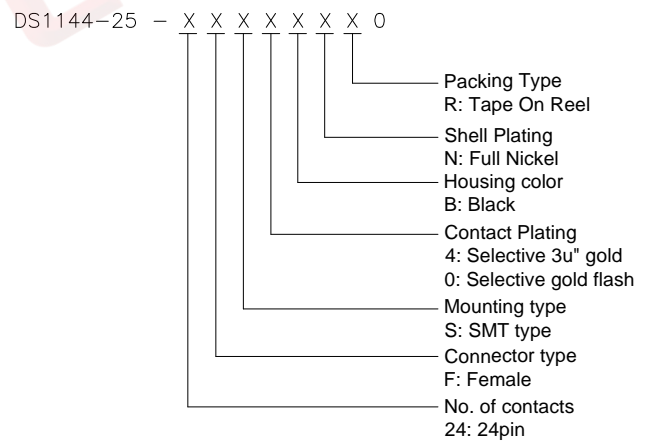 DS1144-25 - X X X X X X X 0
Packing Type
R: Tape On Reel
Shell Plating
N: Full Nickel
Housing color
B: Black
Contact Plating
4: Selective 3u" gold
0: Selective gold flash
Mounting type
S: SMT type
Connector type
F: Female
No. of contacts
24: 24pin